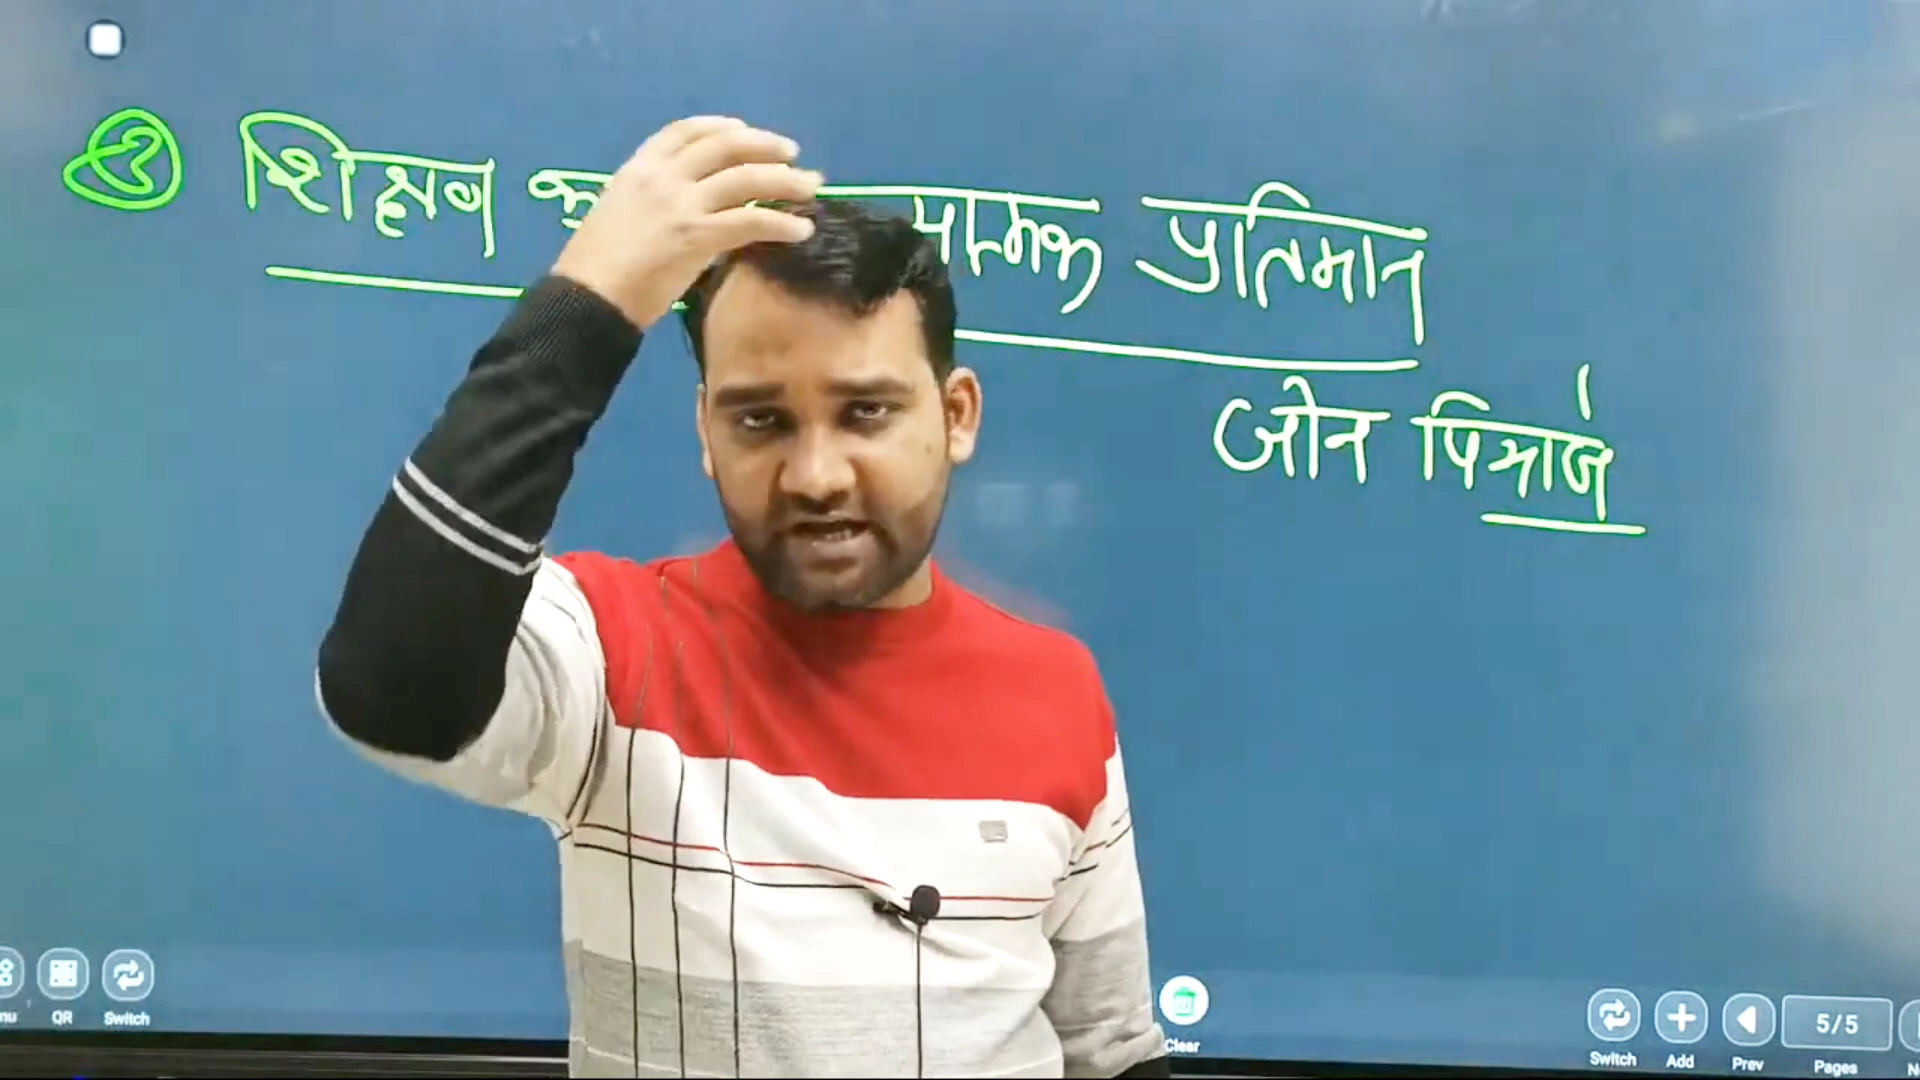 ③ शिक्षण प्रतिमान
जीन पियाजे
QR Switch Clear Switch Add Prev 5/5 Pages